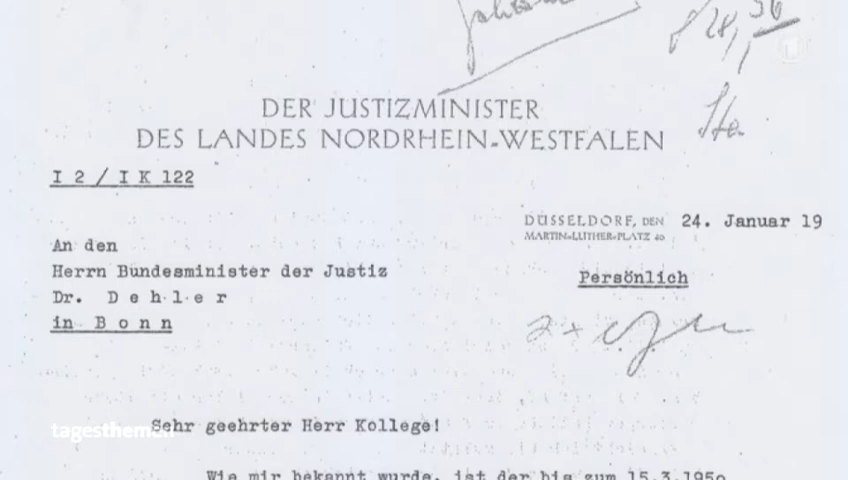 DER JUSTIZMINISTER
DES LANDES NORDRHEIN-WESTFALEN
I 2 / I K 122
DÜSSELDORF, DEN 24. Januar 19
MARTIN-LUTHER-PLATZ 40
An den
Herrn Bundesminister der Justiz
Dr. Dehler
in Bonn
Persönlich
Sehr geehrter Herr Kollege!
tagesthemen
Wie mir bekannt wurde, ist der bis zum 15.3.1950